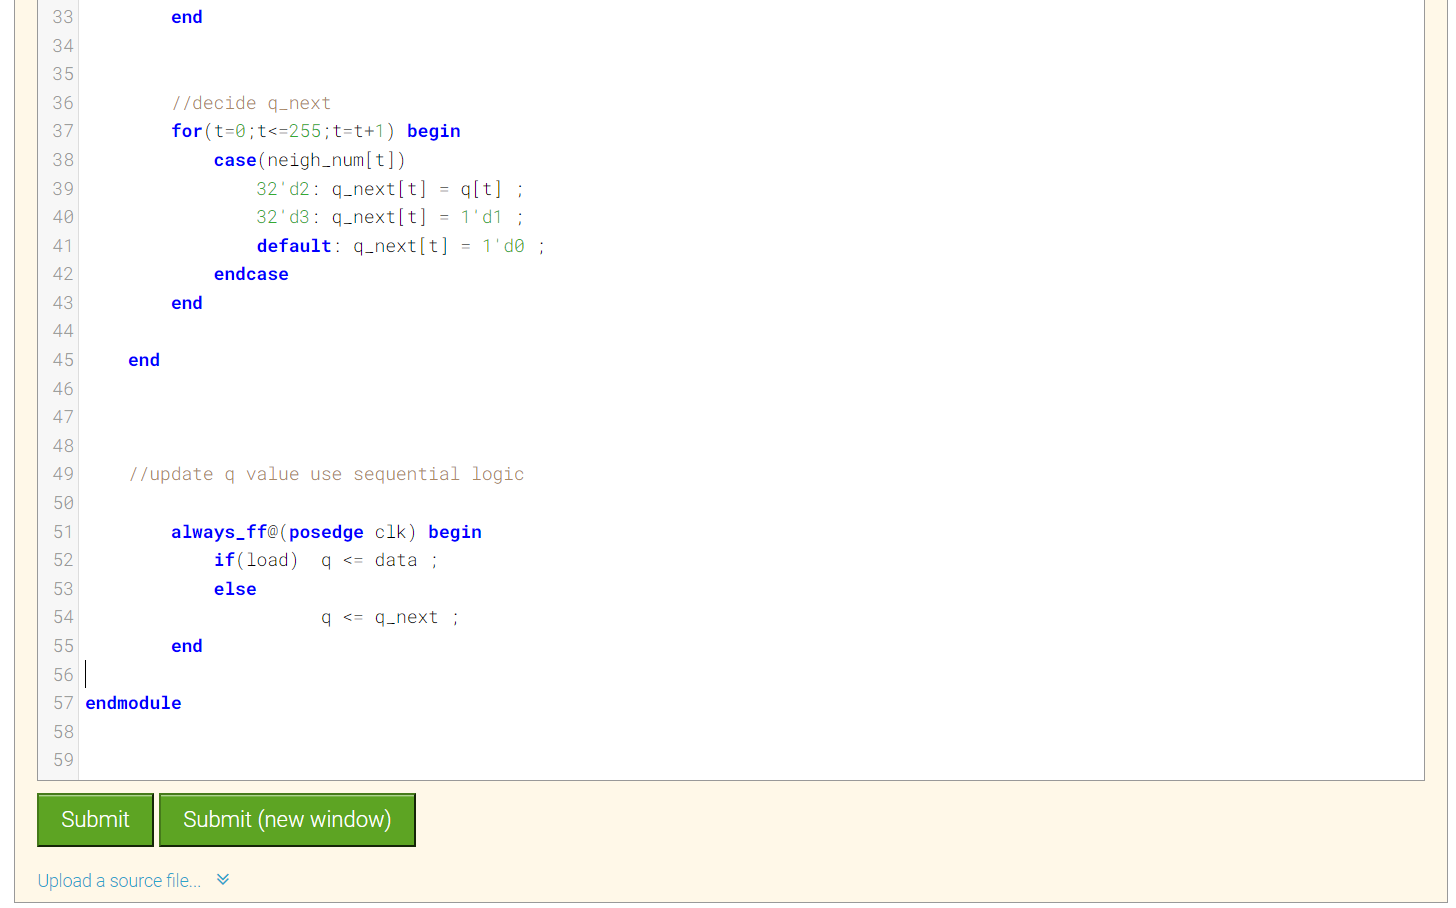 33 end
34
35
36 //decide q_next
37 for(t=0;t<=255;t=t+1) begin
38 case(neigh_num[t])
39 32'd2: q_next[t] = q[t] ;
40 32'd3: q_next[t] = 1'd1 ;
41 default: q_next[t] = 1'd0 ;
42 endcase
43 end
44
45 end
46
47
48
49 //update q value use sequential logic
50
51 always_ff@(posedge clk) begin
52 if(load)  q <= data ;
53 else
54 q <= q_next ;
55 end
56
57 endmodule
58
59
Submit Submit (new window)
Upload a source file...